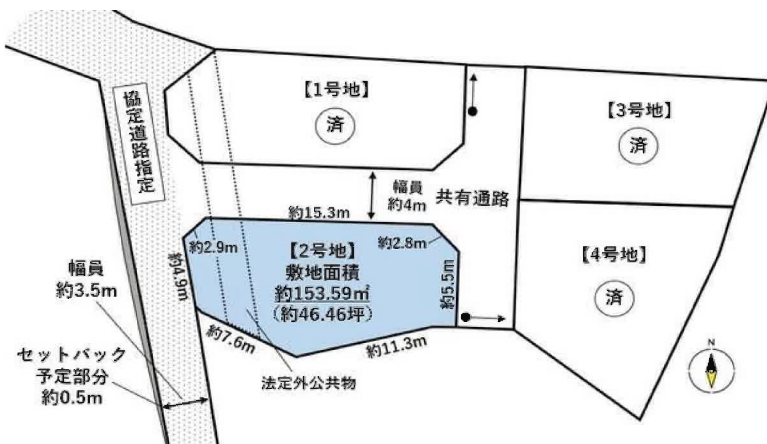 協定道路指定
【1号地】
済
【3号地】
済
幅員
約4m
共有通路
約15.3m
約2.9m
【2号地】
約2.8m
敷地面積
約153.59㎡
(約46.46坪)
約4.9m
約5.5m
【4号地】
済
幅員
約3.5m
約7.6m
約11.3m
セットバック
予定部分
約0.5m
法定外公共物
N